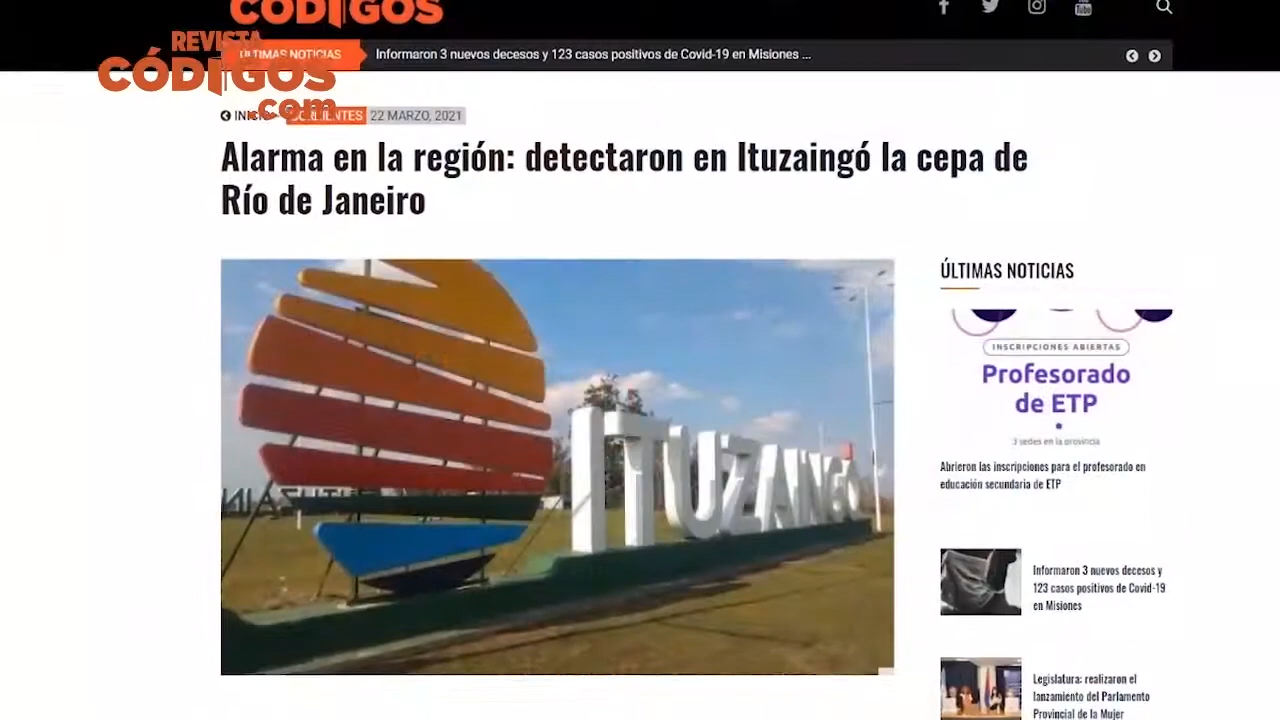 CÓDIGOS
REVISTA
CÓDIGOS
.com
ÚLTIMAS NOTICIAS
Informaron 3 nuevos decesos y 123 casos positivos de Covid-19 en Misiones ...
INICIO
CORRIENTES
22 MARZO, 2021
Alarma en la región: detectaron en Ituzaingó la cepa de
Río de Janeiro
ITUZAINGÓ
ÚLTIMAS NOTICIAS
INSCRIPCIONES ABIERTAS
Profesorado
de ETP
3 sedes en la provincia
Abrieron las inscripciones para el profesorado en
educación secundaria de ETP
Informaron 3 nuevos decesos y
123 casos positivos de Covid-19
en Misiones
Legislatura: realizaron el
lanzamiento del Parlamento
Provincial de la Mujer